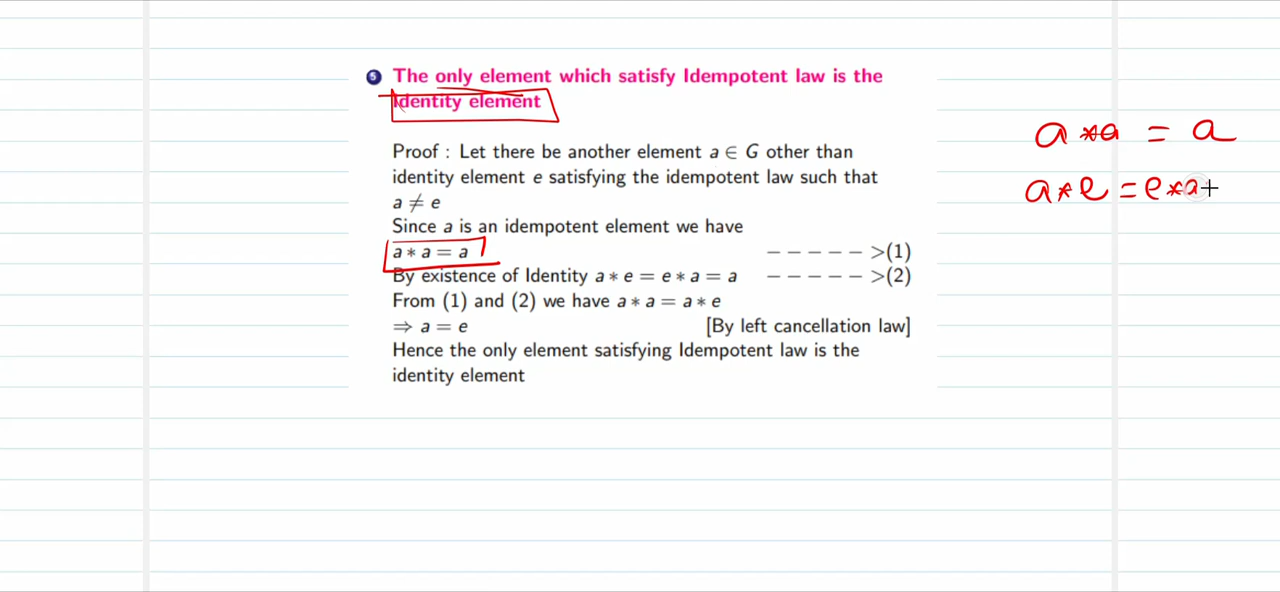 5 The only element which satisfy Idempotent law is the
Identity element
Proof : Let there be another element a ∈ G other than
identity element e satisfying the idempotent law such that
a ≠ e
Since a is an idempotent element we have
a * a = a - - - - - >(1)
By existence of Identity a * e = e * a = a - - - - - >(2)
From (1) and (2) we have a * a = a * e
⇒ a = e [By left cancellation law]
Hence the only element satisfying Idempotent law is the
identity element
a * a = a
a * e = e * a